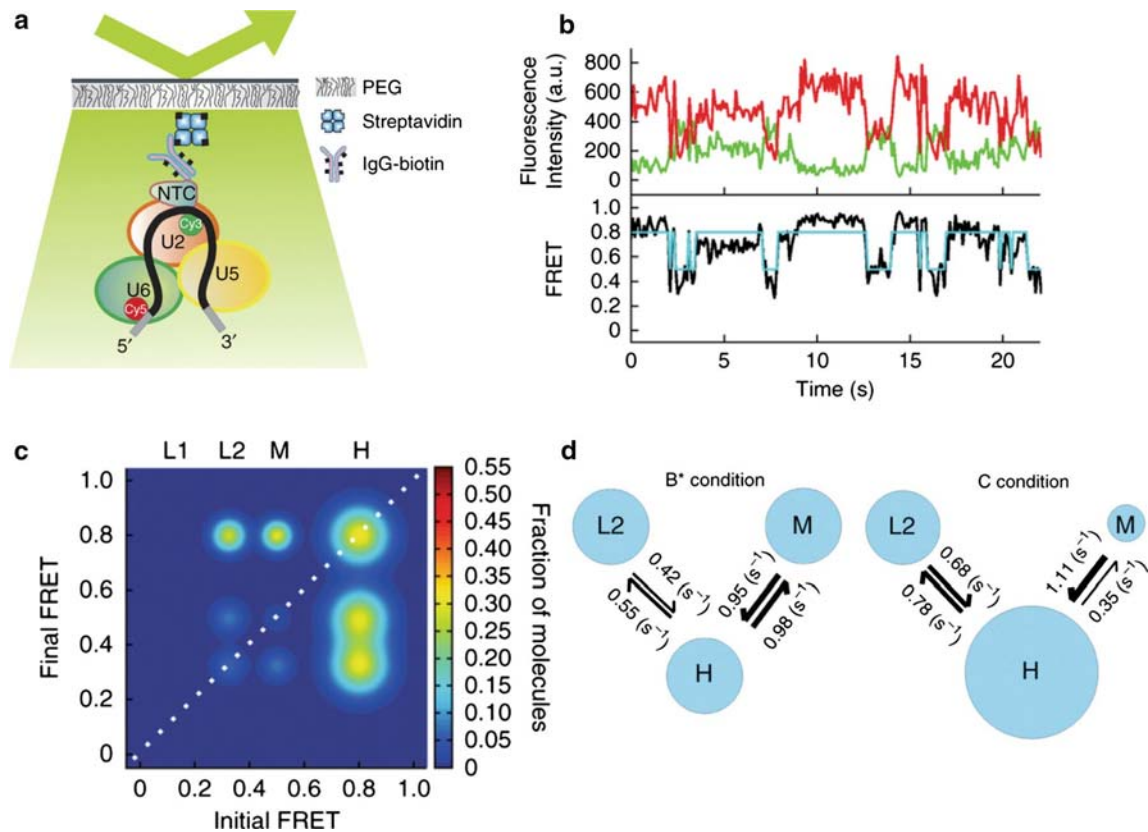 a
PEG
Streptavidin
IgG-biotin
NTC
Cy3
U2
U5
U6
Cy5
5′
3′
b
Fluorescence
Intensity (a.u.)
800
600
400
200
0
FRET
1.0
0.8
0.6
0.4
0.2
0
0
5
10
15
20
Time (s)
c
L1
L2
M
H
Final FRET
1.0
0.8
0.6
0.4
0.2
0
0
0.2
0.4
0.6
0.8
1.0
Initial FRET
0.55
0.50
0.45
0.40
0.35
0.30
0.25
0.20
0.15
0.10
0.05
0
Fraction of molecules
d
B* condition
C condition
L2
M
L2
M
0.42 (s⁻¹)
0.55 (s⁻¹)
0.95 (s⁻¹)
0.98 (s⁻¹)
0.68 (s⁻¹)
0.78 (s⁻¹)
1.11 (s⁻¹)
0.35 (s⁻¹)
H
H